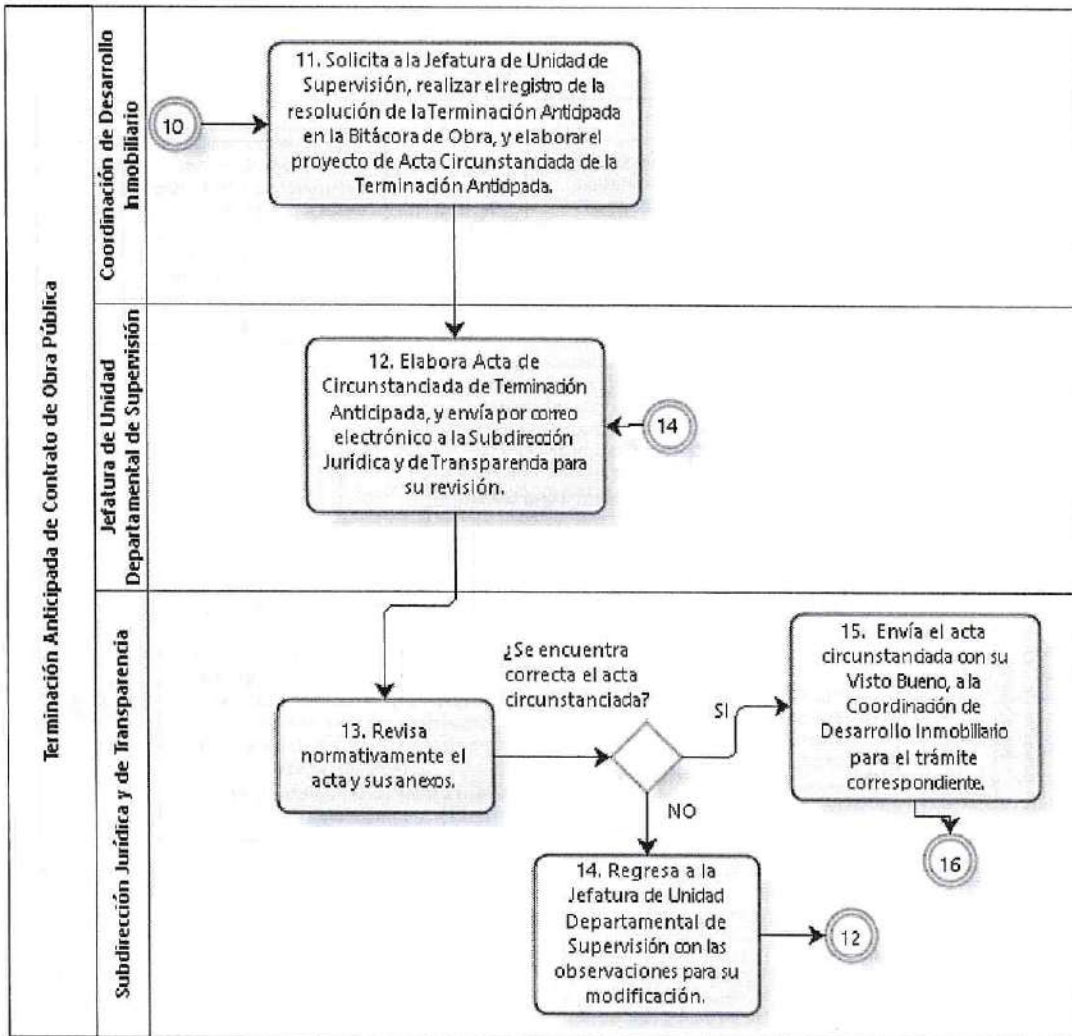 Terminación Anticipada de Contrato de Obra Pública
Coordinación de Desarrollo
Inmobiliario
10
11. Solicita a la Jefatura de Unidad de
Supervisión, realizar el registro de la
resolución de la Terminación Anticipada
en la Bitácora de Obra, y elaborar el
proyecto de Acta Circunstanciada de la
Terminación Anticipada.
Jefatura de Unidad
Departamental de Supervisión
12. Elabora Acta de
Circunstanciada de Terminación
Anticipada, y envía por correo
electrónico a la Subdirección
Jurídica y de Transparencia para
su revisión.
14
Subdirección Jurídica y de Transparencia
13. Revisa
normativamente el
acta y sus anexos.
¿Se encuentra
correcta el acta
circunstanciada?
SI
NO
15. Envía el acta
circunstanciada con su
Visto Bueno, a la
Coordinación de
Desarrollo Inmobiliario
para el trámite
correspondiente.
16
14. Regresa a la
Jefatura de Unidad
Departamental de
Supervisión con las
observaciones para su
modificación.
12